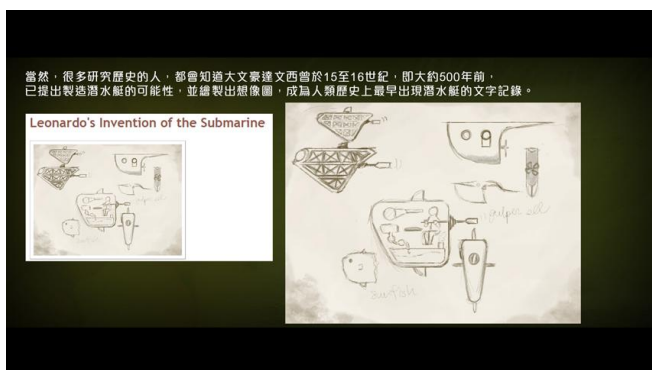 當然，很多研究歷史的人，都會知道大文豪達文西曾於15至16世紀，即大約500年前，
已提出製造潛水艇的可能性，並繪製出想像圖，成為人類歷史上最早出現潛水艇的文字記錄。
Leonardo's Invention of the Submarine
gulper eel
sunfish